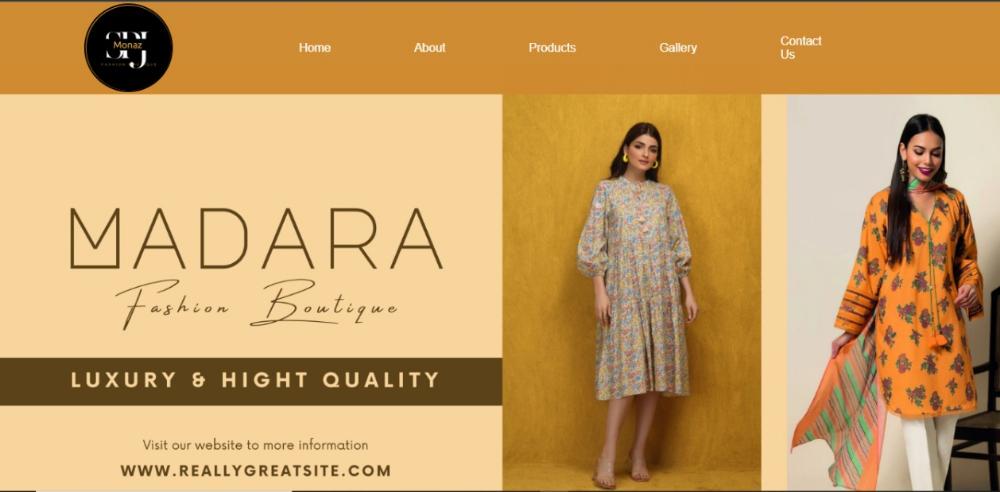 SPJ
Monaz
Home
About
Products
Gallery
Contact
Us
MADARA
Fashion Boutique
LUXURY & HIGHT QUALITY
Visit our website to more information
WWW.REALLYGREATSITE.COM